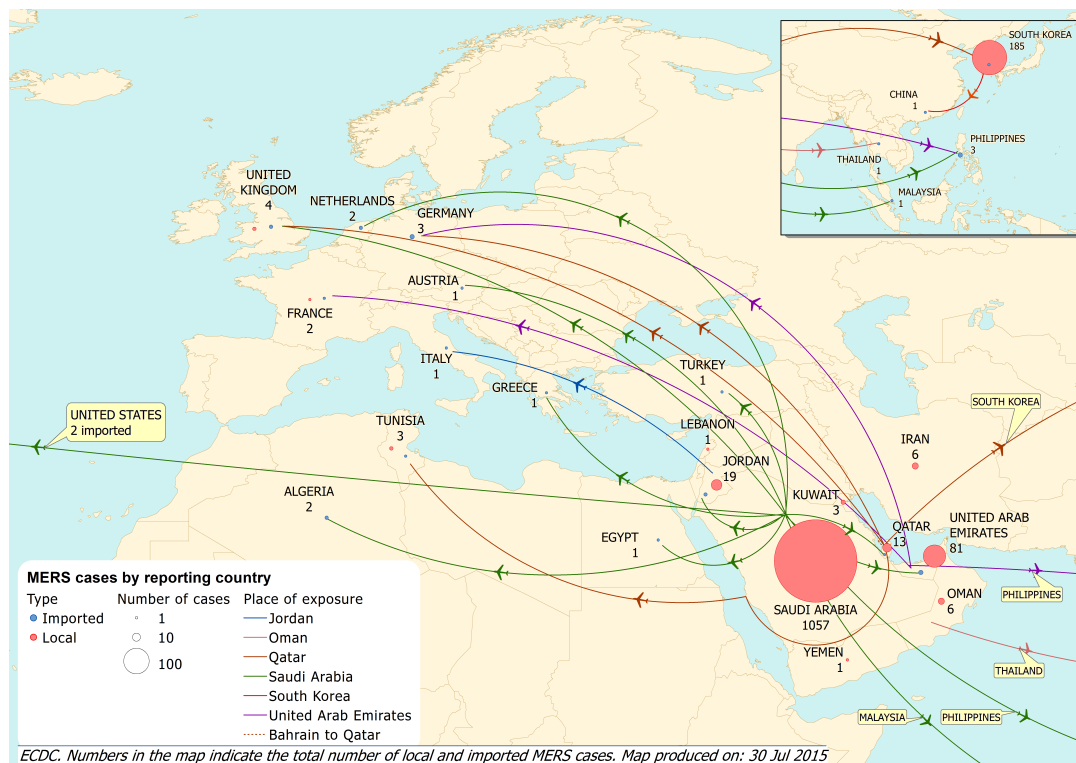 SOUTH KOREA
185
CHINA
1
PHILIPPINES
3
THAILAND
1
MALAYSIA
1
UNITED
KINGDOM
4
NETHERLANDS
2
GERMANY
3
AUSTRIA
1
FRANCE
2
ITALY
1
GREECE
1
TURKEY
1
UNITED STATES
2 imported
TUNISIA
3
LEBANON
1
SOUTH KOREA
IRAN
6
JORDAN
19
ALGERIA
2
KUWAIT
3
QATAR
13
UNITED ARAB
EMIRATES
81
EGYPT
1
PHILIPPINES
OMAN
6
SAUDI ARABIA
1057
YEMEN
1
THAILAND
MALAYSIA
PHILIPPINES
MERS cases by reporting country
Type
Imported
Local
Number of cases
1
10
100
Place of exposure
Jordan
Oman
Qatar
Saudi Arabia
South Korea
United Arab Emirates
Bahrain to Qatar
ECDC. Numbers in the map indicate the total number of local and imported MERS cases. Map produced on: 30 Jul 2015